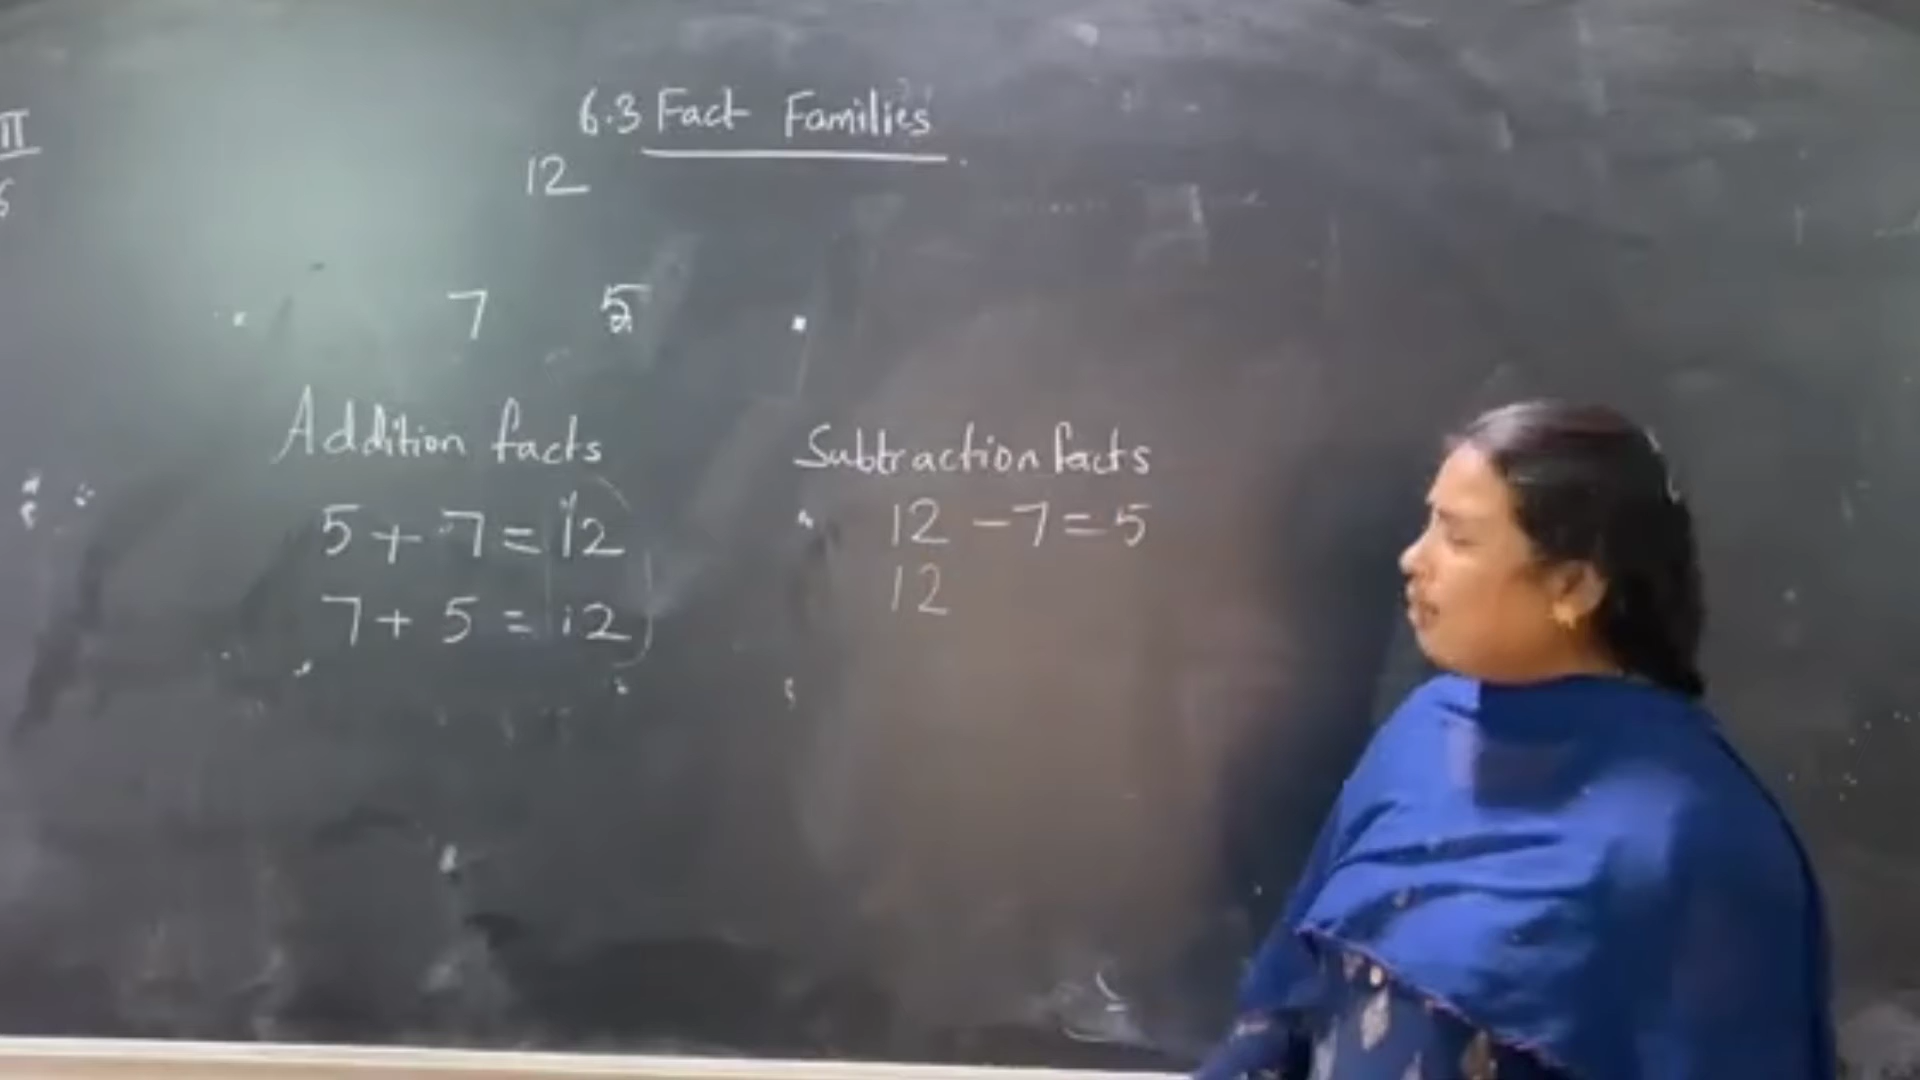 II
6.3 Fact Families
12
7 5
Addition facts
5 + 7 = 12
7 + 5 = 12
Subtraction facts
12 - 7 = 5
12